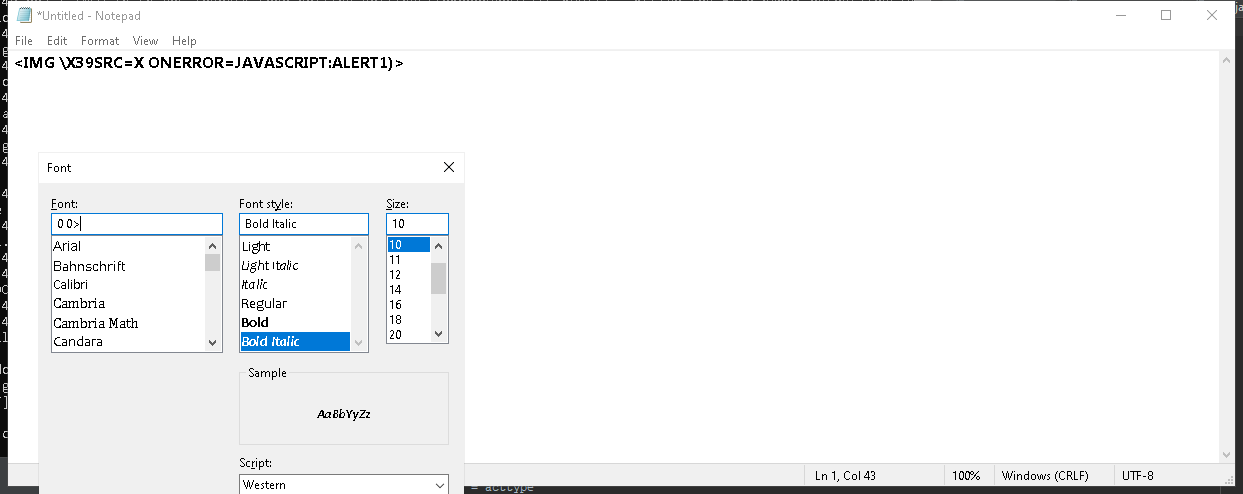 *Untitled - Notepad
File Edit Format View Help
<IMG \X39SRC=X ONERROR=JAVASCRIPT:ALERT1)>
Font
Font: Font style: Size:
0 0> Bold Italic 10
Arial Light 10
Bahnschrift Light Italic 11
Calibri Italic 12
Cambria Regular 14
Cambria Math Bold 16
Candara Bold Italic 18
20
Sample
AaBbYyZz
Script:
Western
Ln 1, Col 43 100% Windows (CRLF) UTF-8
= acctype